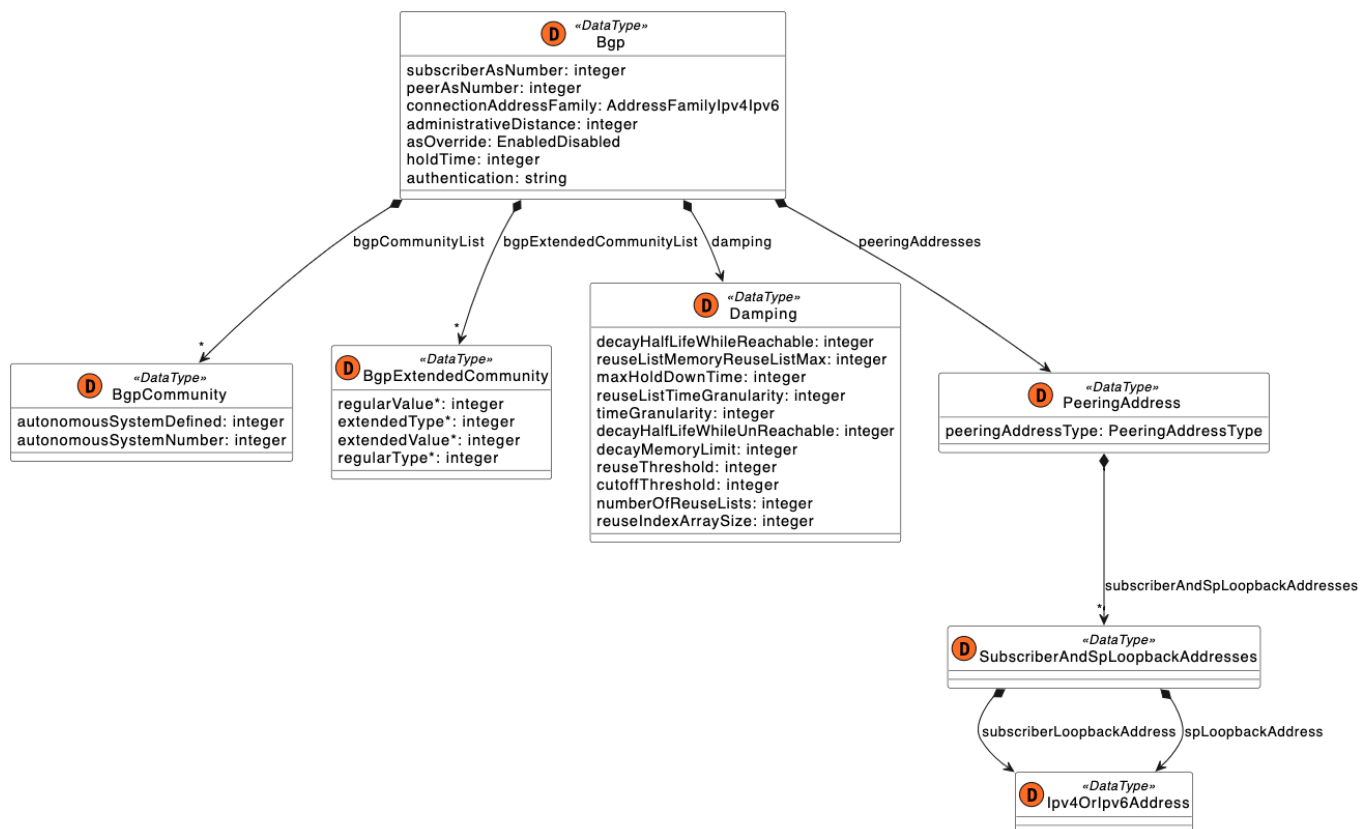 D
«DataType»
Bgp
subscriberAsNumber: integer
peerAsNumber: integer
connectionAddressFamily: AddressFamilyIpv4Ipv6
administrativeDistance: integer
asOverride: EnabledDisabled
holdTime: integer
authentication: string
bgpCommunityList
bgpExtendedCommunityList
damping
peeringAddresses
*
*
D
«DataType»
BgpCommunity
autonomousSystemDefined: integer
autonomousSystemNumber: integer
D
«DataType»
BgpExtendedCommunity
regularValue*: integer
extendedType*: integer
extendedValue*: integer
regularType*: integer
D
«DataType»
Damping
decayHalfLifeWhileReachable: integer
reuseListMemoryReuseListMax: integer
maxHoldDownTime: integer
reuseListTimeGranularity: integer
timeGranularity: integer
decayHalfLifeWhileUnReachable: integer
decayMemoryLimit: integer
reuseThreshold: integer
cutoffThreshold: integer
numberOfReuseLists: integer
reuseIndexArraySize: integer
D
«DataType»
PeeringAddress
peeringAddressType: PeeringAddressType
subscriberAndSpLoopbackAddresses
*
D
«DataType»
SubscriberAndSpLoopbackAddresses
subscriberLoopbackAddress
spLoopbackAddress
D
«DataType»
Ipv4OrIpv6Address